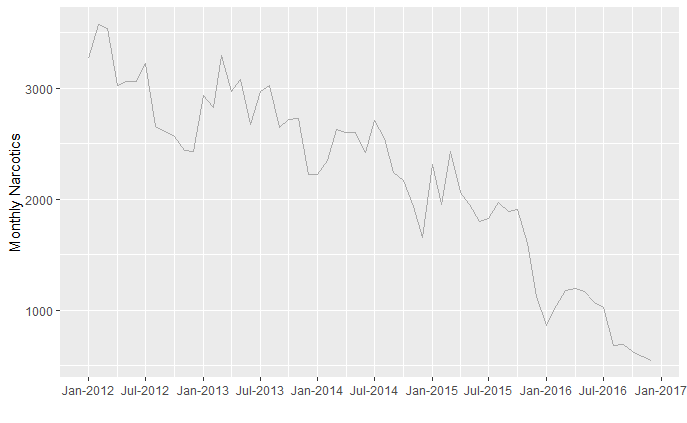 Monthly Narcotics
3000
2000
1000
Jan-2012 Jul-2012 Jan-2013 Jul-2013 Jan-2014 Jul-2014 Jan-2015 Jul-2015 Jan-2016 Jul-2016 Jan-2017